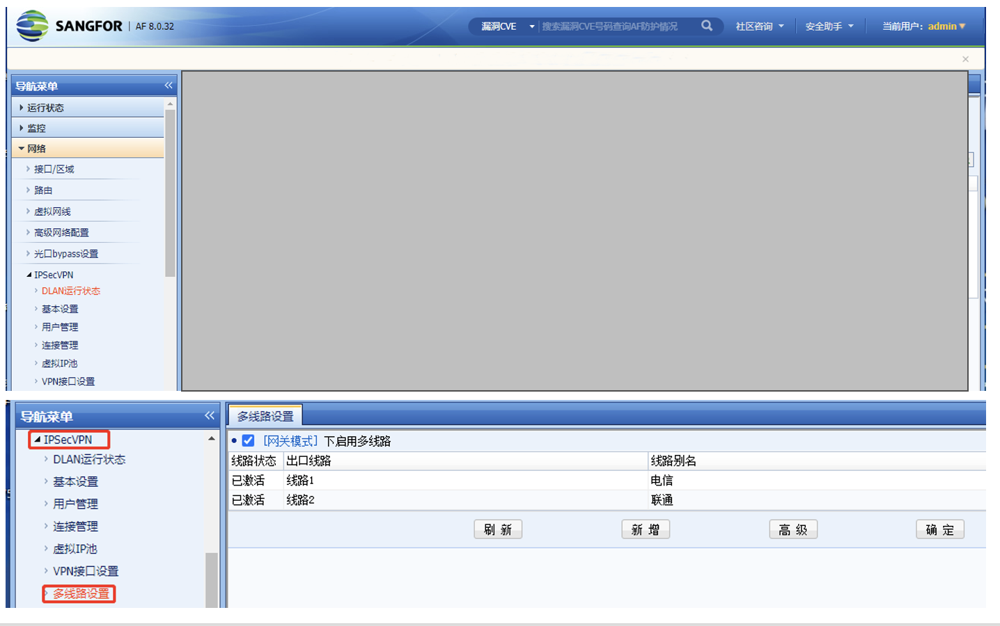 SANGFOR | AF 8.0.32
漏洞CVE
搜索漏洞CVE号码查询AF防护情况
社区咨询
安全助手
当前用户：admin
导航菜单
运行状态
监控
网络
接口/区域
路由
虚拟网线
高级网络配置
光口bypass设置
IPSecVPN
DLAN运行状态
基本设置
用户管理
连接管理
虚拟IP池
VPN接口设置
导航菜单
IPSecVPN
DLAN运行状态
基本设置
用户管理
连接管理
虚拟IP池
VPN接口设置
多线路设置
多线路设置
[网关模式] 下启用多线路
线路状态 出口线路 线路别名
已激活 线路1 电信
已激活 线路2 联通
刷 新 新 增 高 级 确 定